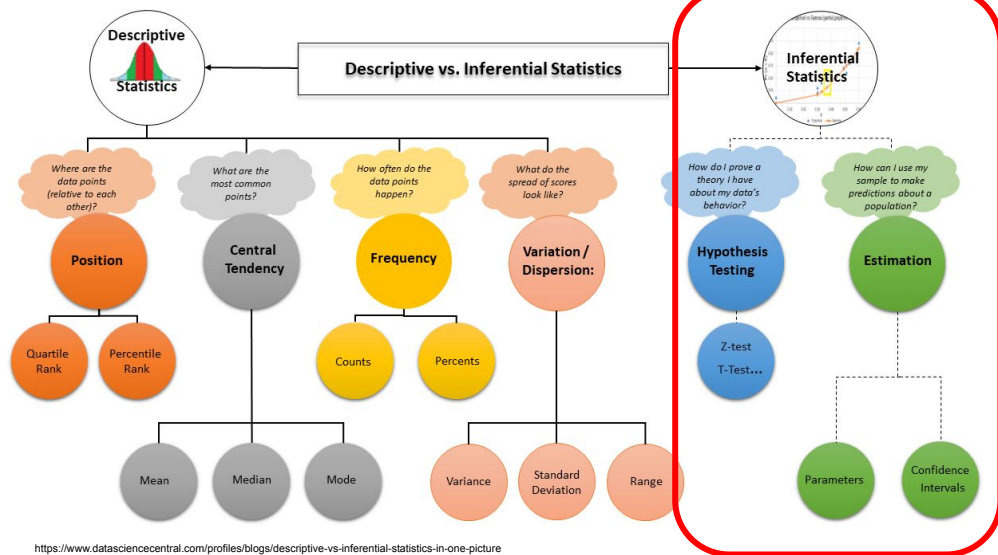 Descriptive
Statistics
Descriptive vs. Inferential Statistics
Inferential
Statistics
Where are the
data points
(relative to each
other)?
What are the
most common
points?
How often do the
data points
happen?
What do the
spread of scores
look like?
How do I prove a
theory I have
about my data's
behavior?
How can I use my
sample to make
predictions about a
population?
Position
Central
Tendency
Frequency
Variation /
Dispersion:
Hypothesis
Testing
Estimation
Quartile
Rank
Percentile
Rank
Counts
Percents
Z-test
T-Test...
Mean
Median
Mode
Variance
Standard
Deviation
Range
Parameters
Confidence
Intervals
https://www.datasciencecentral.com/profiles/blogs/descriptive-vs-inferential-statistics-in-one-picture